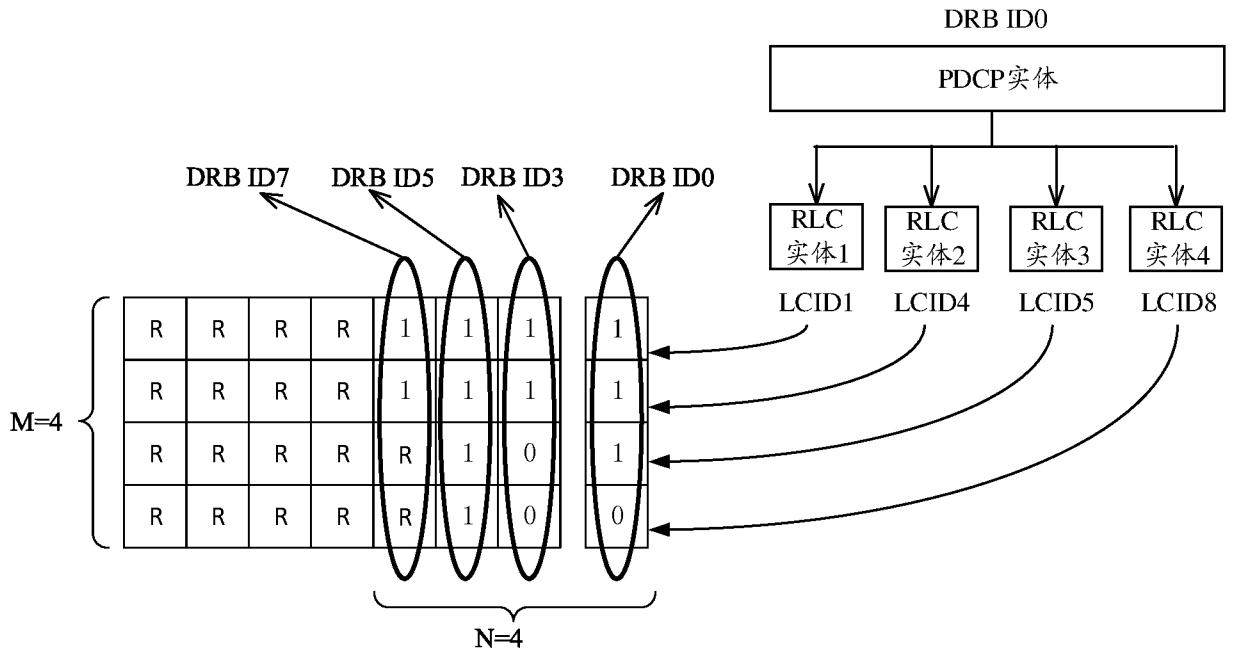 DRB ID0
PDCP实体
DRB ID7 DRB ID5 DRB ID3 DRB ID0
RLC
实体1
RLC
实体2
RLC
实体3
RLC
实体4
LCID1 LCID4 LCID5 LCID8
R R R R 1 1 1 1
R R R R 1 1 1 1
M=4
R R R R R 1 0 1
R R R R R 1 0 0
N=4